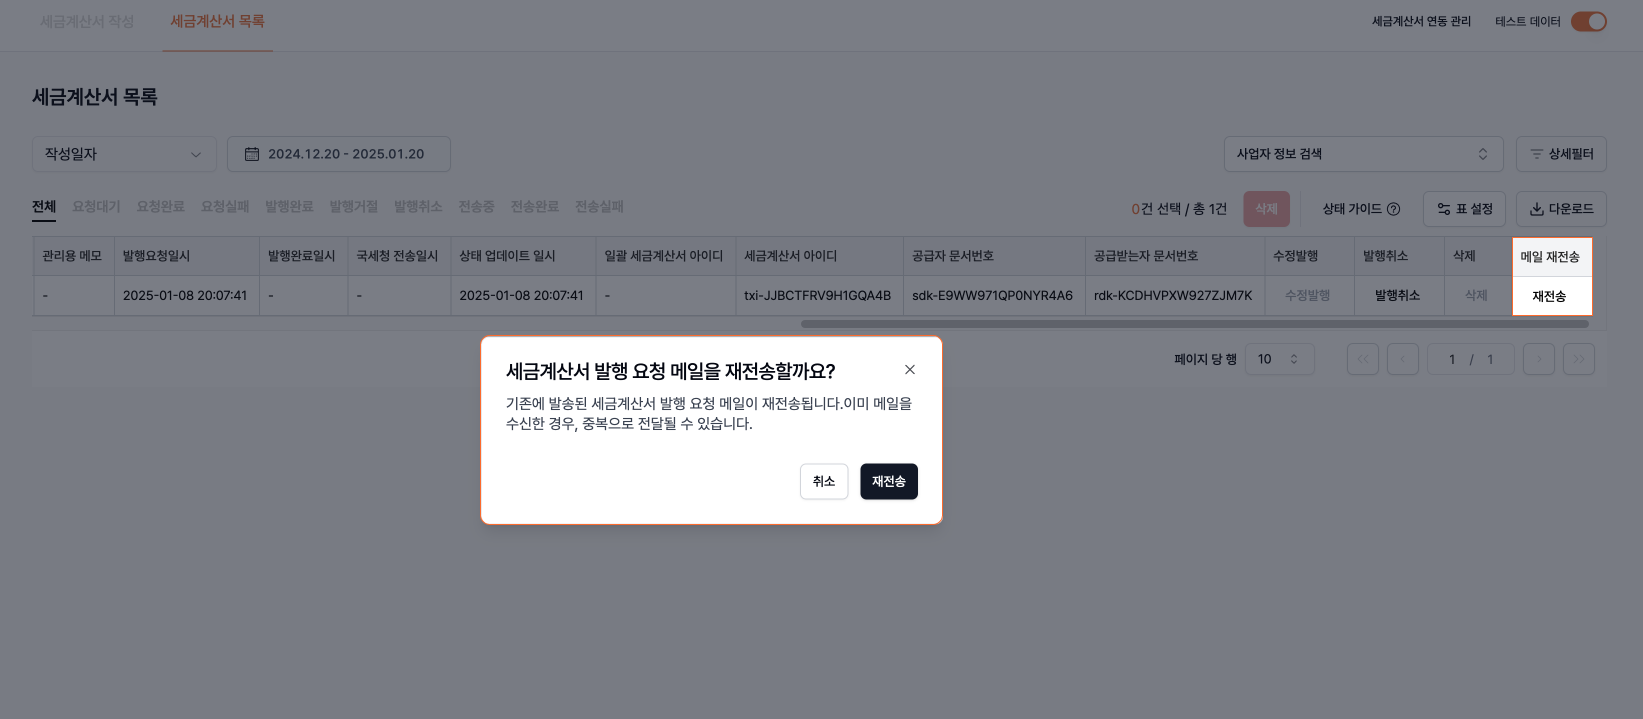 세금계산서 작성 세금계산서 목록 세금계산서 연동 관리 테스트 데이터
세금계산서 목록
작성일자 2024.12.20 - 2025.01.20 사업자 정보 검색 상세필터
전체 요청대기 요청완료 요청실패 발행완료 발행거절 발행취소 전송중 전송완료 전송실패 0건 선택 / 총 1건 삭제 상태 가이드 표 설정 다운로드
관리용 메모 발행요청일시 발행완료일시 국세청 전송일시 상태 업데이트 일시 일괄 세금계산서 아이디 세금계산서 아이디 공급자 문서번호 공급받는자 문서번호 수정발행 발행취소 삭제 메일 재전송
- 2025-01-08 20:07:41 - - 2025-01-08 20:07:41 - txi-JJBCTFRV9H1GQA4B sdk-E9WW971QP0NYR4A6 rdk-KCDHVPXW927ZJM7K 수정발행 발행취소 삭제 재전송
페이지 당 행 10 1 / 1
세금계산서 발행 요청 메일을 재전송할까요?
기존에 발송된 세금계산서 발행 요청 메일이 재전송됩니다.이미 메일을
수신한 경우, 중복으로 전달될 수 있습니다.
취소 재전송